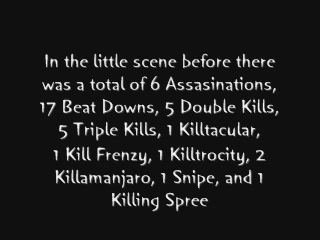 In the little scene before there
was a total of 6 Assasinations,
17 Beat Downs, 5 Double Kills,
5 Triple Kills, 1 Killtacular,
1 Kill Frenzy, 1 Killtrocity, 2
Killamanjaro, 1 Snipe, and 1
Killing Spree